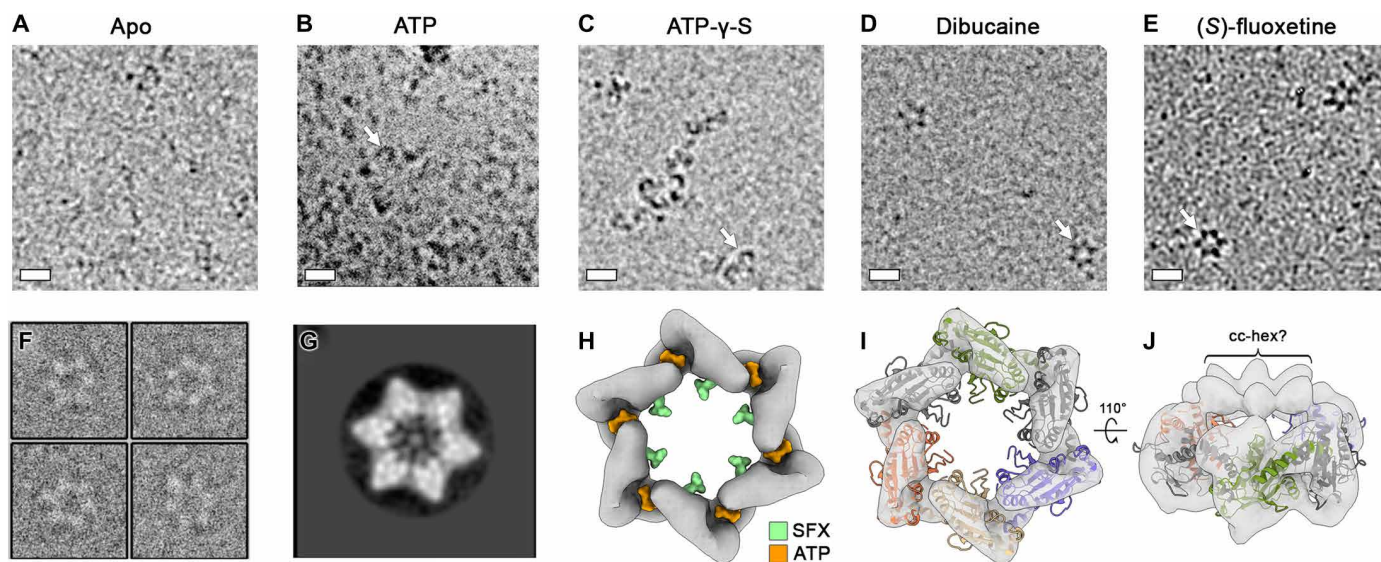 A Apo
B ATP
C ATP-γ-S
D Dibucaine
E (S)-fluoxetine
F
G
H
I
J
cc-hex?
110°
SFX
ATP